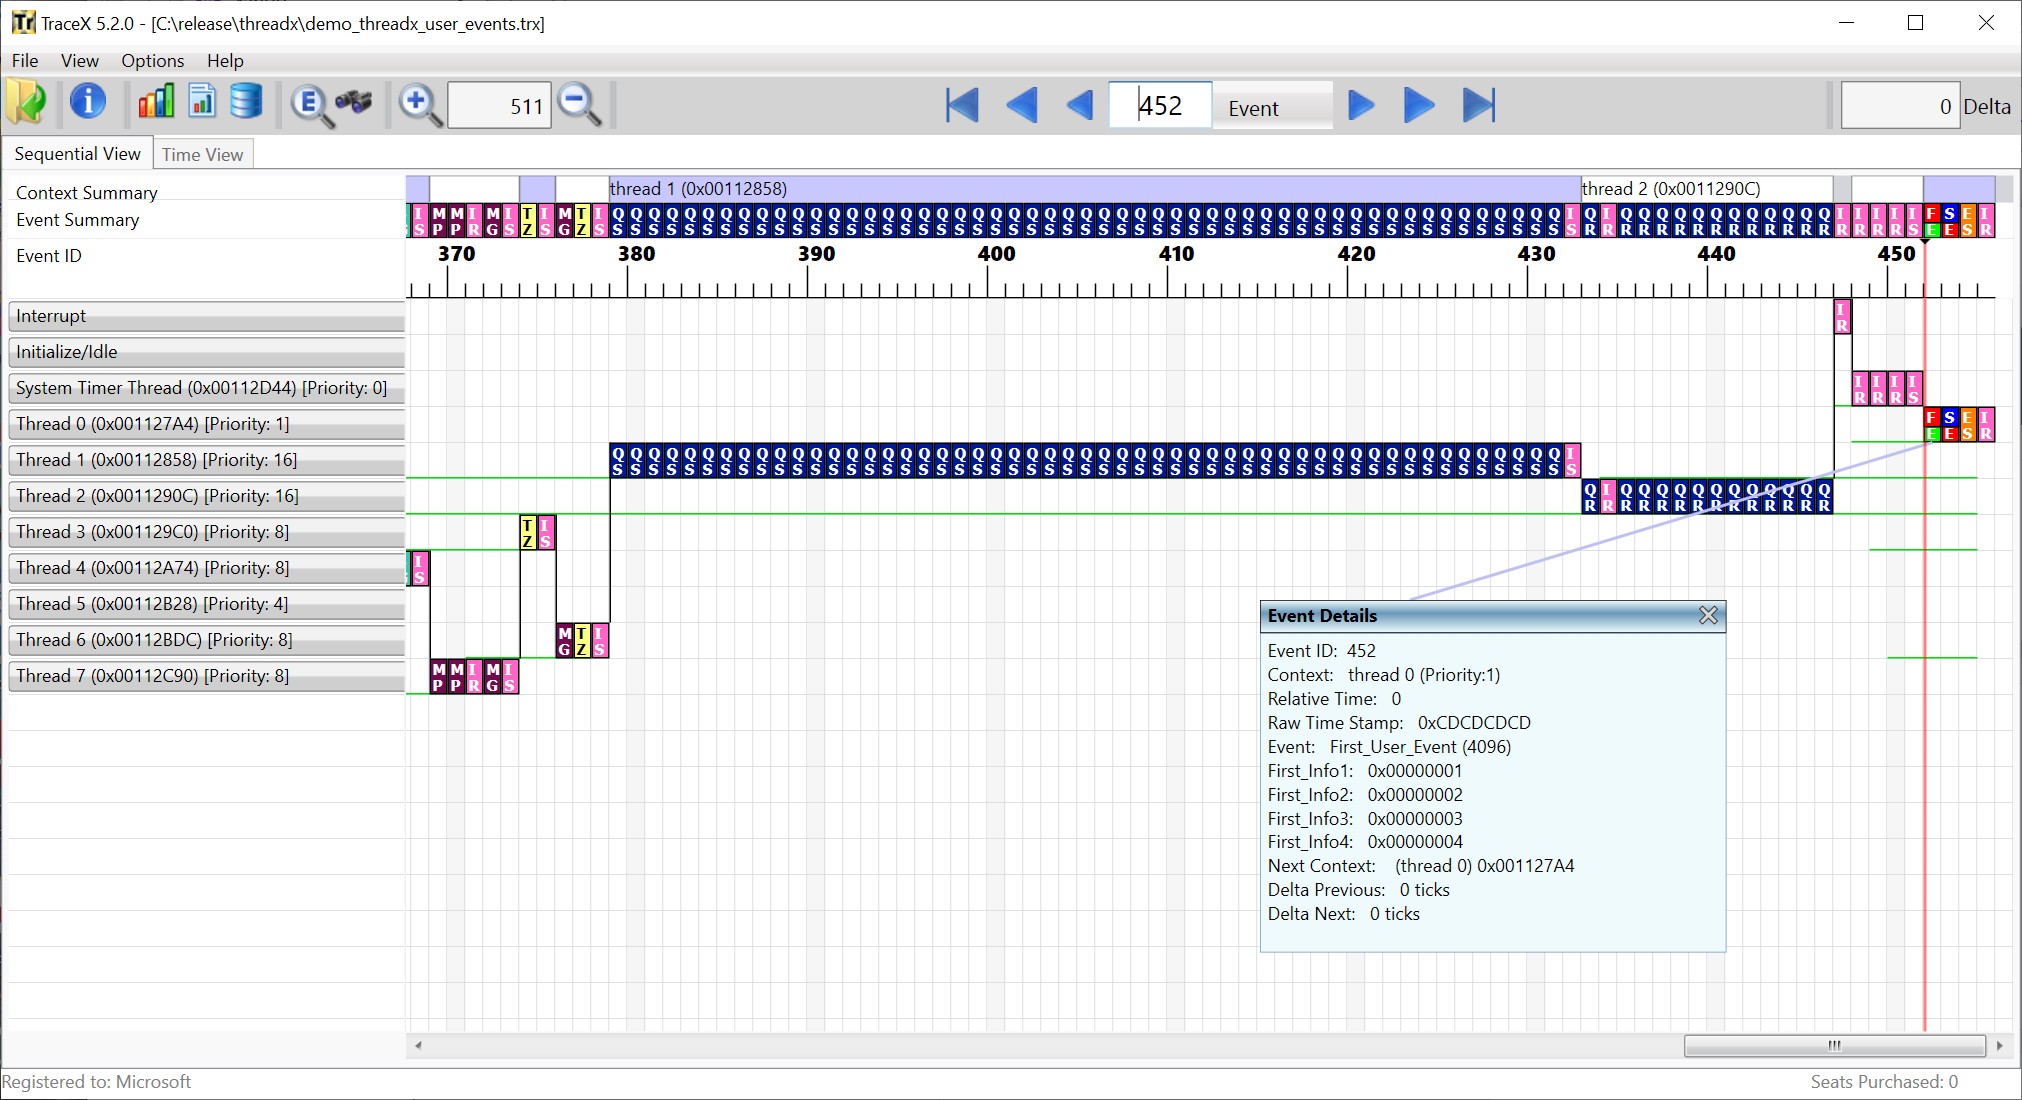 TraceX 5.2.0 - [C:\release\threadx\demo_threadx_user_events.trx]
File View Options Help
511 452 Event 0 Delta
Sequential View Time View
Context Summary thread 1 (0x00112858) thread 2 (0x0011290C)
Event Summary
Event ID 370 380 390 400 410 420 430 440 450
Interrupt
Initialize/Idle
System Timer Thread (0x00112D44) [Priority: 0]
Thread 0 (0x001127A4) [Priority: 1]
Thread 1 (0x00112858) [Priority: 16]
Thread 2 (0x0011290C) [Priority: 16]
Thread 3 (0x001129C0) [Priority: 8]
Thread 4 (0x00112A74) [Priority: 8]
Thread 5 (0x00112B28) [Priority: 4]
Thread 6 (0x00112BDC) [Priority: 8]
Thread 7 (0x00112C90) [Priority: 8]
Event Details
Event ID: 452
Context: thread 0 (Priority:1)
Relative Time: 0
Raw Time Stamp: 0xCDCDCDCD
Event: First_User_Event (4096)
First_Info1: 0x00000001
First_Info2: 0x00000002
First_Info3: 0x00000003
First_Info4: 0x00000004
Next Context: (thread 0) 0x001127A4
Delta Previous: 0 ticks
Delta Next: 0 ticks
Registered to: Microsoft
Seats Purchased: 0